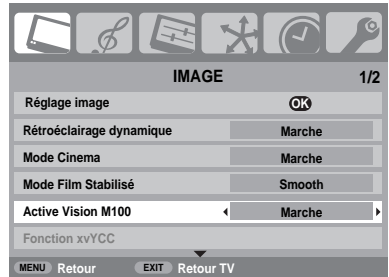 IMAGE 1/2
Réglage image OK
Rétroéclairage dynamique Marche
Mode Cinema Marche
Mode Film Stabilisé Smooth
Active Vision M100 Marche
Fonction xvYCC
MENU Retour EXIT Retour TV